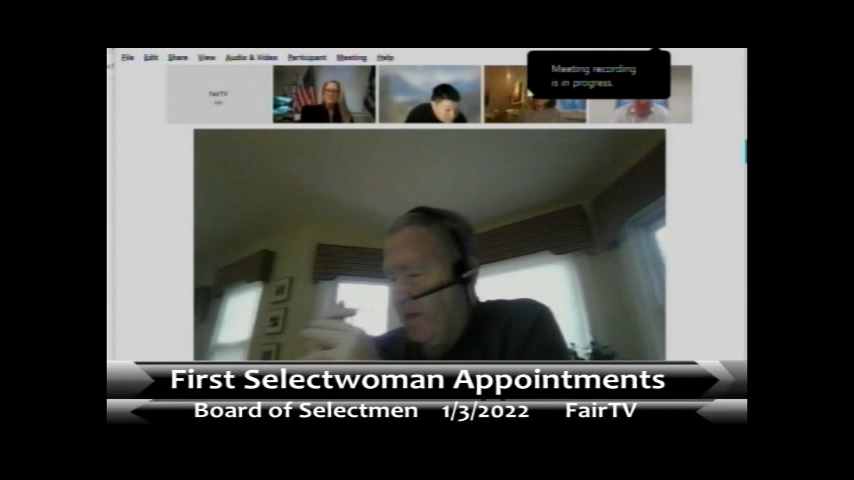 File Edit Share View Audio & Video Participant Meeting Help
Meeting recording
is in progress.
FairTV
First Selectwoman Appointments
Board of Selectmen 1/3/2022 FairTV